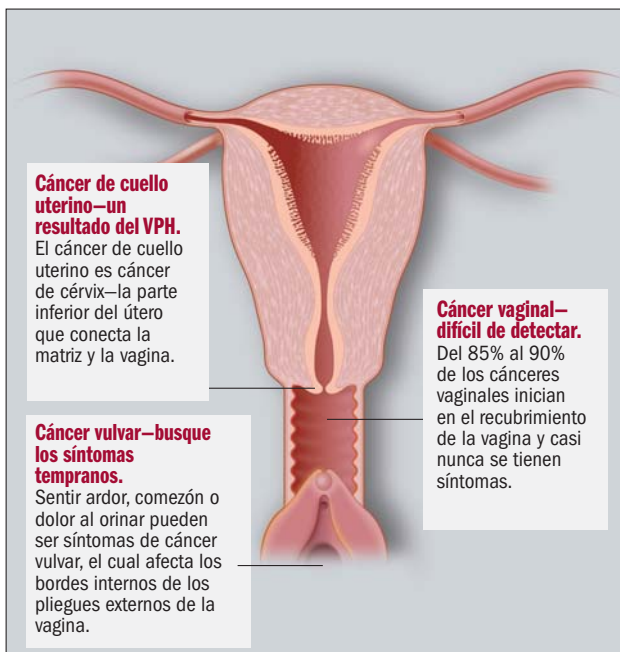 Cáncer de cuello
uterino—un
resultado del VPH.
El cáncer de cuello
uterino es cáncer
de cérvix—la parte
inferior del útero
que conecta la
matriz y la vagina.
Cáncer vaginal—
difícil de detectar.
Del 85% al 90%
de los cánceres
vaginales inician
en el recubrimiento
de la vagina y casi
nunca se tienen
síntomas.
Cáncer vulvar—busque
los síntomas
tempranos.
Sentir ardor, comezón o
dolor al orinar pueden
ser síntomas de cáncer
vulvar, el cual afecta los
bordes internos de los
pliegues externos de la
vagina.